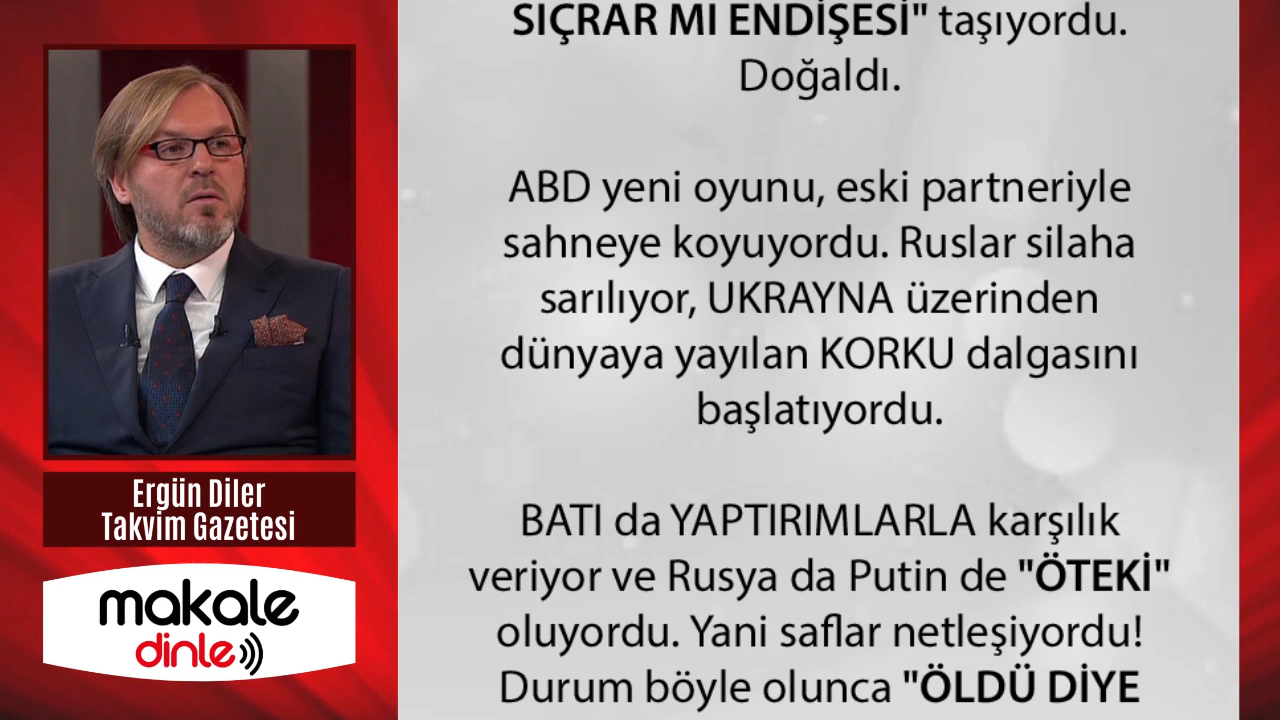 SIÇRAR MI ENDİŞESİ" taşıyordu.
Doğaldı.
ABD yeni oyunu, eski partneriyle
sahneye koyuyordu. Ruslar silaha
sarılıyor, UKRAYNA üzerinden
dünyaya yayılan KORKU dalgasını
başlatıyordu.
BATI da YAPTIRIMLARLA karşılık
veriyor ve Rusya da Putin de "ÖTEKİ"
oluyordu. Yani saflar netleşiyordu!
Durum böyle olunca "ÖLDÜ DİYE
Ergün Diler
Takvim Gazetesi
makale
dinle